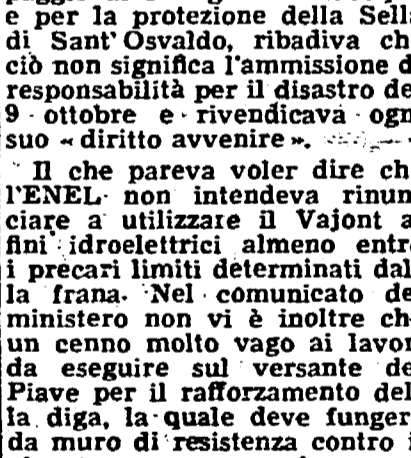 e per la protezione della Sell
di Sant' Osvaldo, ribadiva ch
ciò non significa l'ammissione d
responsabilità per il disastro de
9 ottobre e rivendicava ogn
suo « diritto avvenire ».
Il che pareva voler dire ch
l'ENEL non intendeva rinun
ciare a utilizzare il Vajont a
fini idroelettrici almeno entr
i precari limiti determinati dal
la frana. Nel comunicato de
ministero non vi è inoltre ch
un cenno molto vago ai lavor
da eseguire sul versante de
Piave per il rafforzamento del
la diga, la quale deve funger
da muro di resistenza contro i